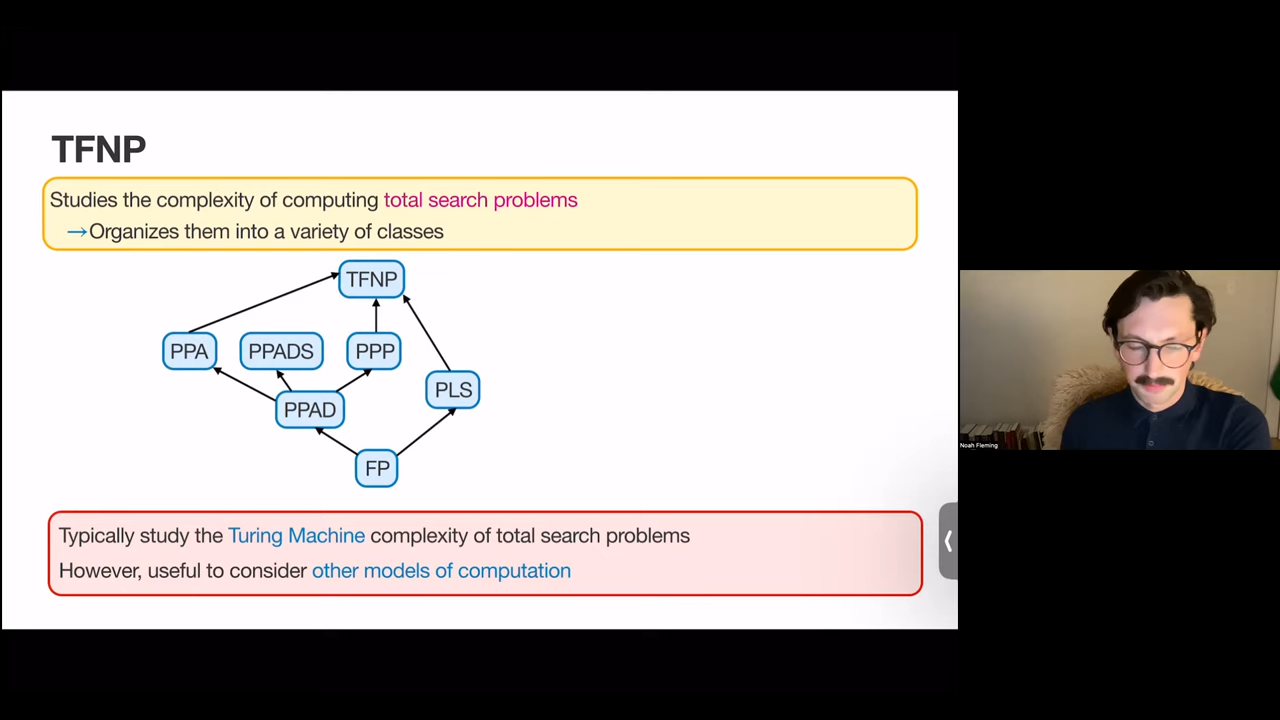 TFNP
Studies the complexity of computing total search problems
→Organizes them into a variety of classes
TFNP
PPA
PPADS
PPP
PLS
PPAD
FP
Typically study the Turing Machine complexity of total search problems
However, useful to consider other models of computation
Noah Fleming